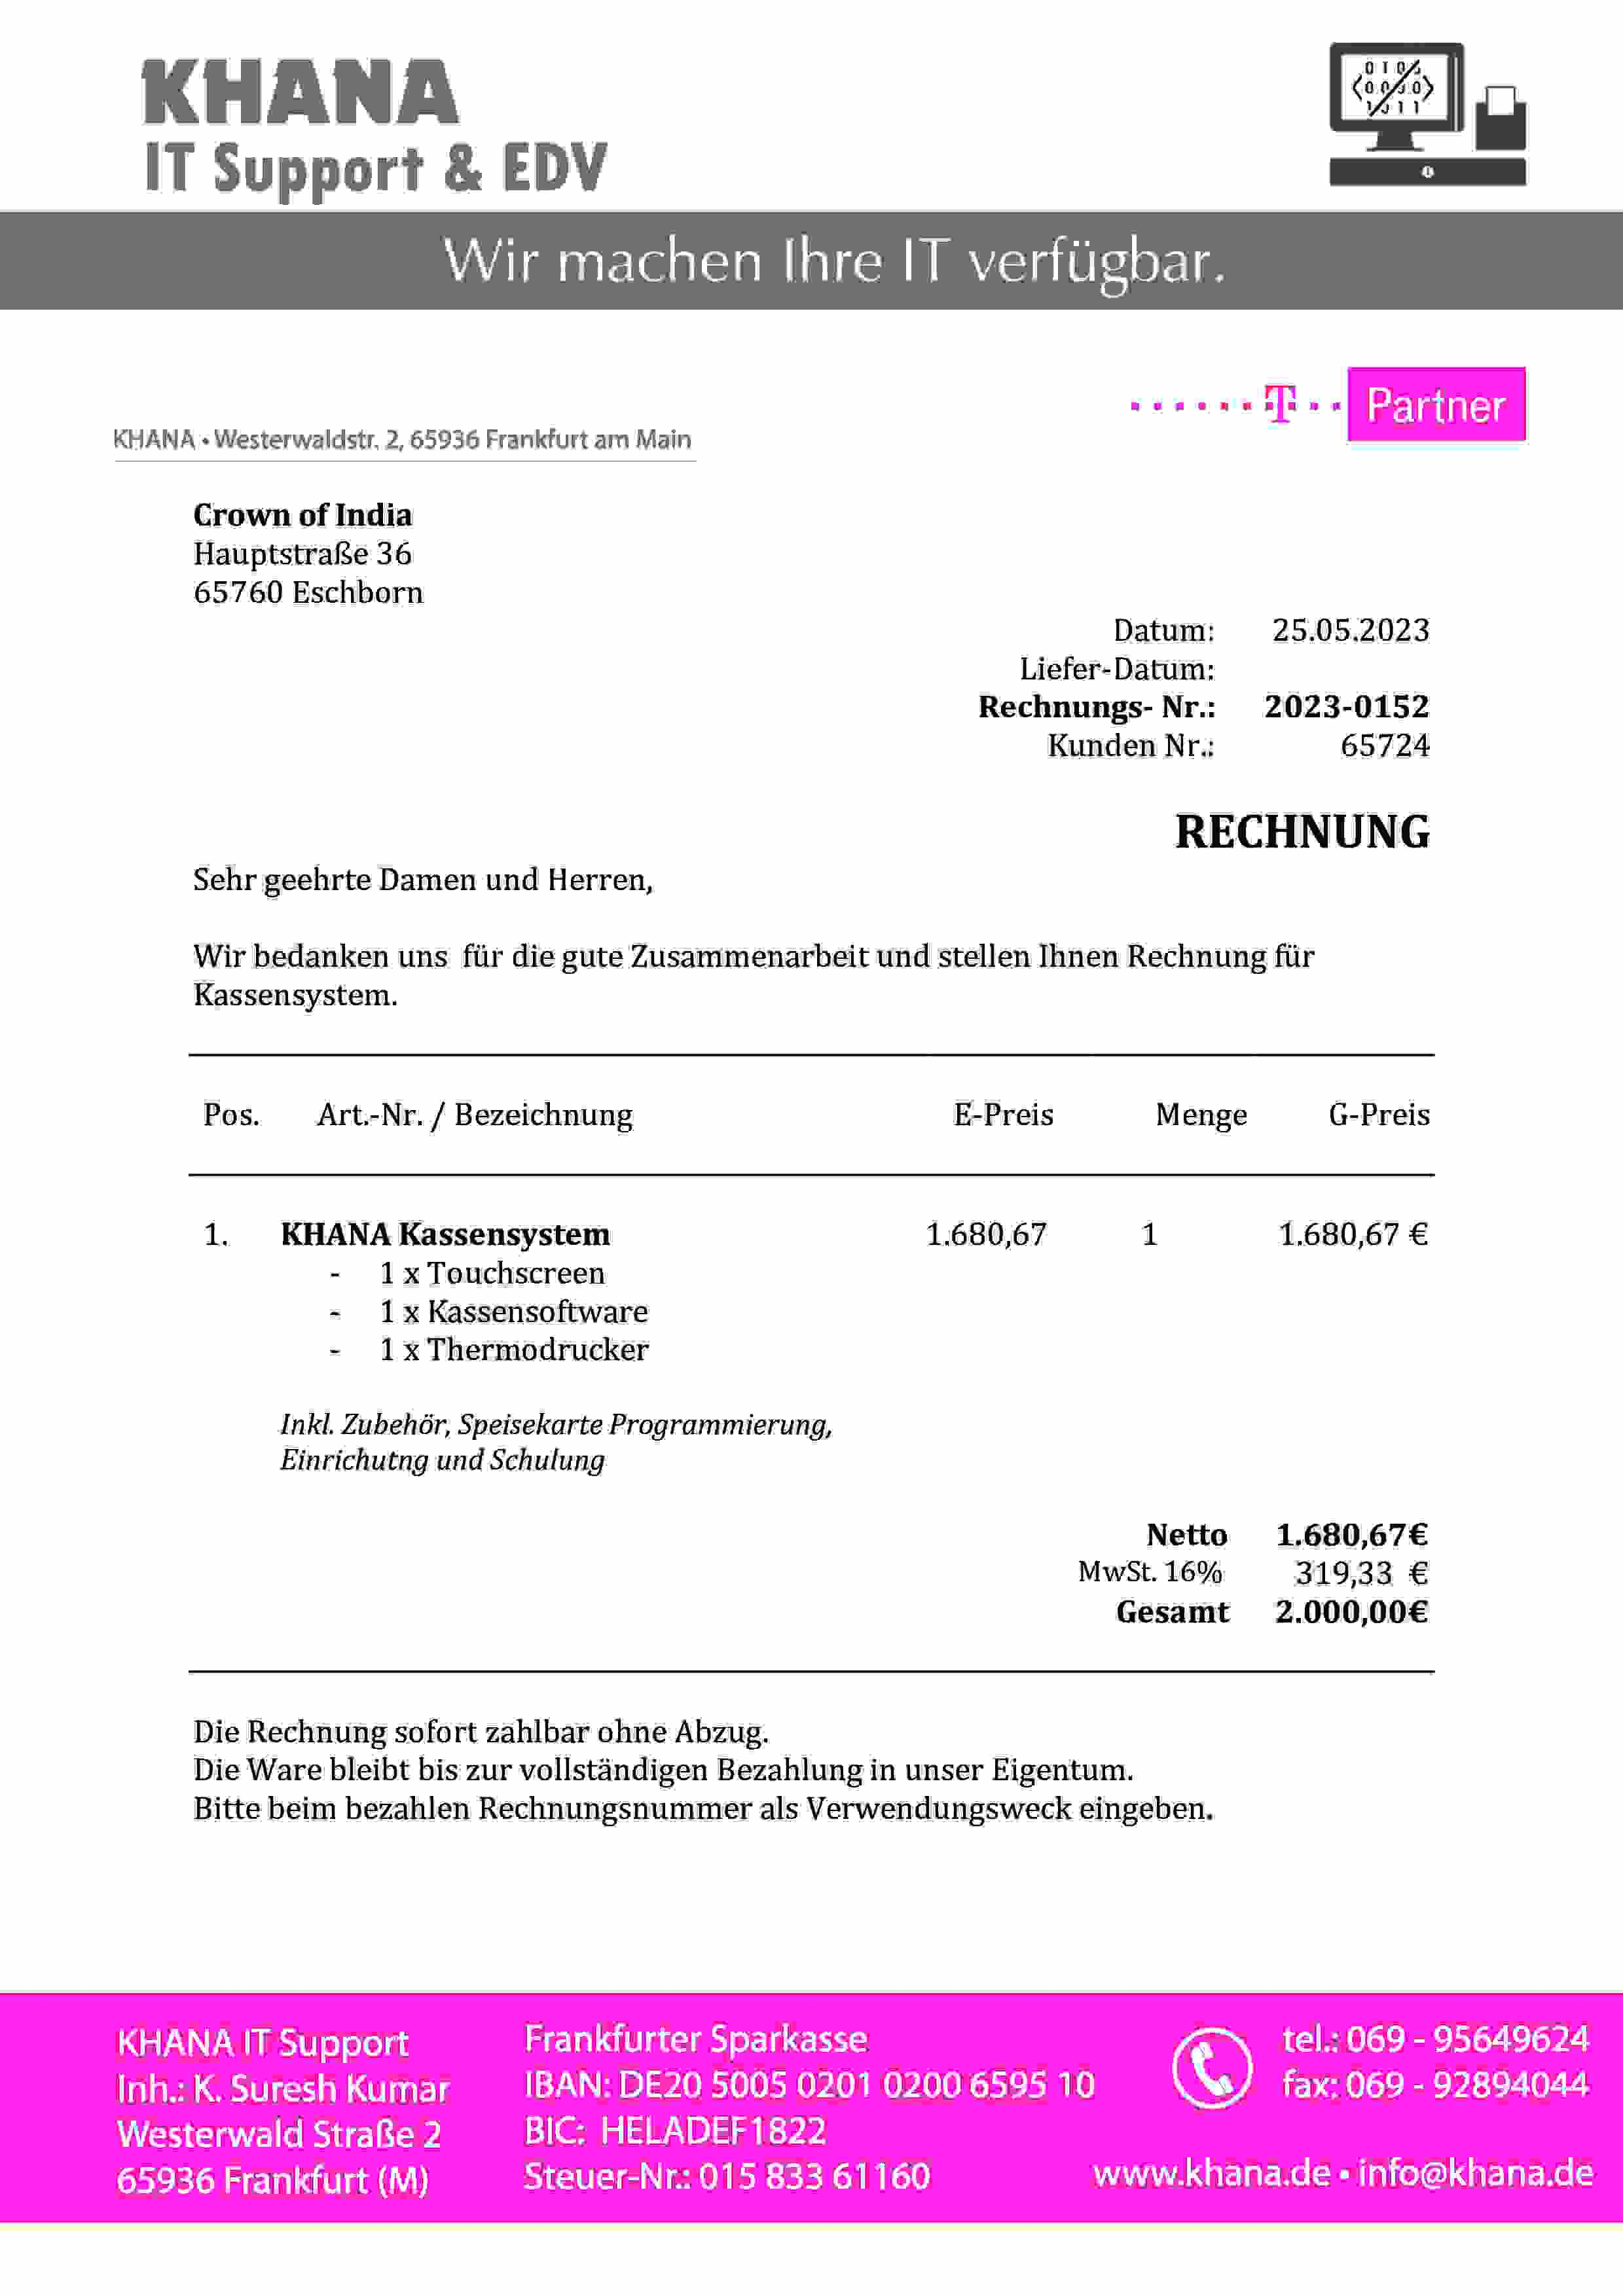 KHANA
IT Support & EDV
Wir machen Ihre IT verfügbar.
T Partner
KHANA • Westerwaldstr. 2, 65936 Frankfurt am Main
Crown of India
Hauptstraße 36
65760 Eschborn
Datum: 25.05.2023
Liefer-Datum:
Rechnungs- Nr.: 2023-0152
Kunden Nr.: 65724
RECHNUNG
Sehr geehrte Damen und Herren,
Wir bedanken uns für die gute Zusammenarbeit und stellen Ihnen Rechnung für
Kassensystem.
Pos. Art.-Nr. / Bezeichnung E-Preis Menge G-Preis
1. KHANA Kassensystem 1.680,67 1 1.680,67 €
- 1 x Touchscreen
- 1 x Kassensoftware
- 1 x Thermodrucker
Inkl. Zubehör, Speisekarte Programmierung,
Einrichutng und Schulung
Netto 1.680,67€
MwSt. 16% 319,33 €
Gesamt 2.000,00€
Die Rechnung sofort zahlbar ohne Abzug.
Die Ware bleibt bis zur vollständigen Bezahlung in unser Eigentum.
Bitte beim bezahlen Rechnungsnummer als Verwendungsweck eingeben.
KHANA IT Support
Inh.: K. Suresh Kumar
Westerwald Straße 2
65936 Frankfurt (M)
Frankfurter Sparkasse
IBAN: DE20 5005 0201 0200 6595 10
BIC: HELADEF1822
Steuer-Nr.: 015 833 61160
tel.: 069 - 95649624
fax: 069 - 92894044
www.khana.de • info@khana.de